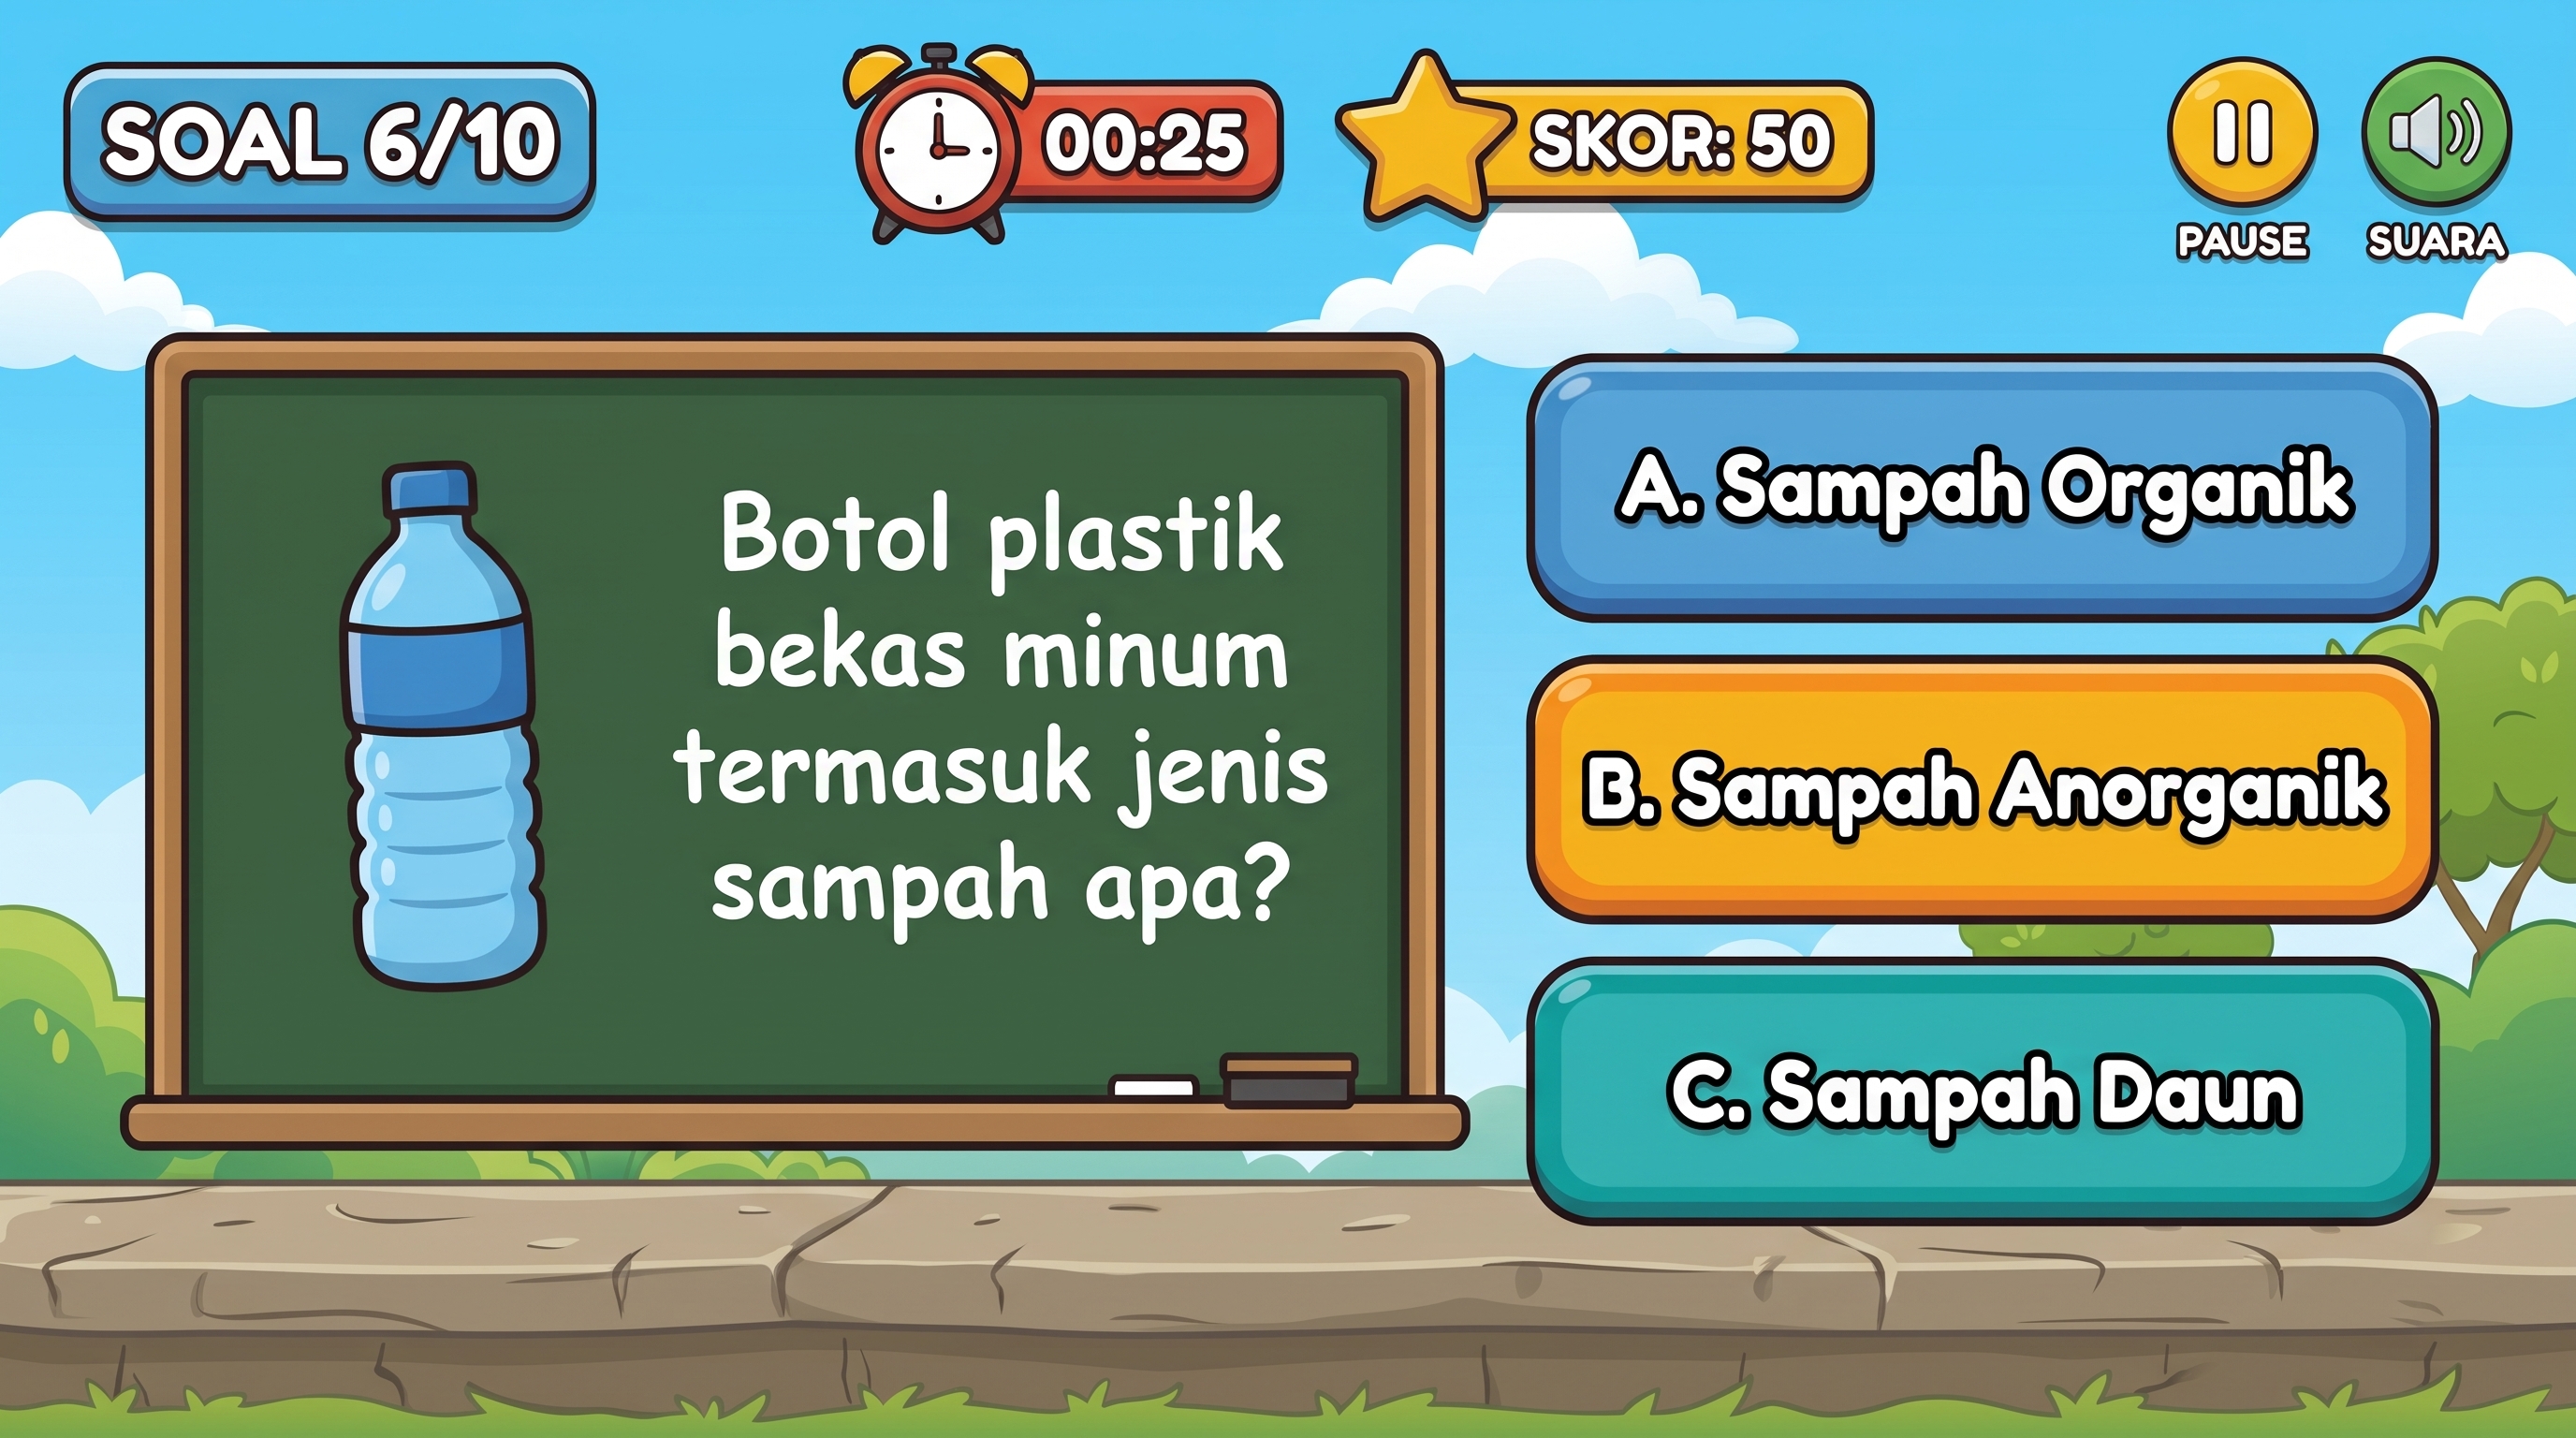 SOAL 6/10
00:25
SKOR: 50
PAUSE
SUARA
Botol plastik
bekas minum
termasuk jenis
sampah apa?
A. Sampah Organik
B. Sampah Anorganik
C. Sampah Daun